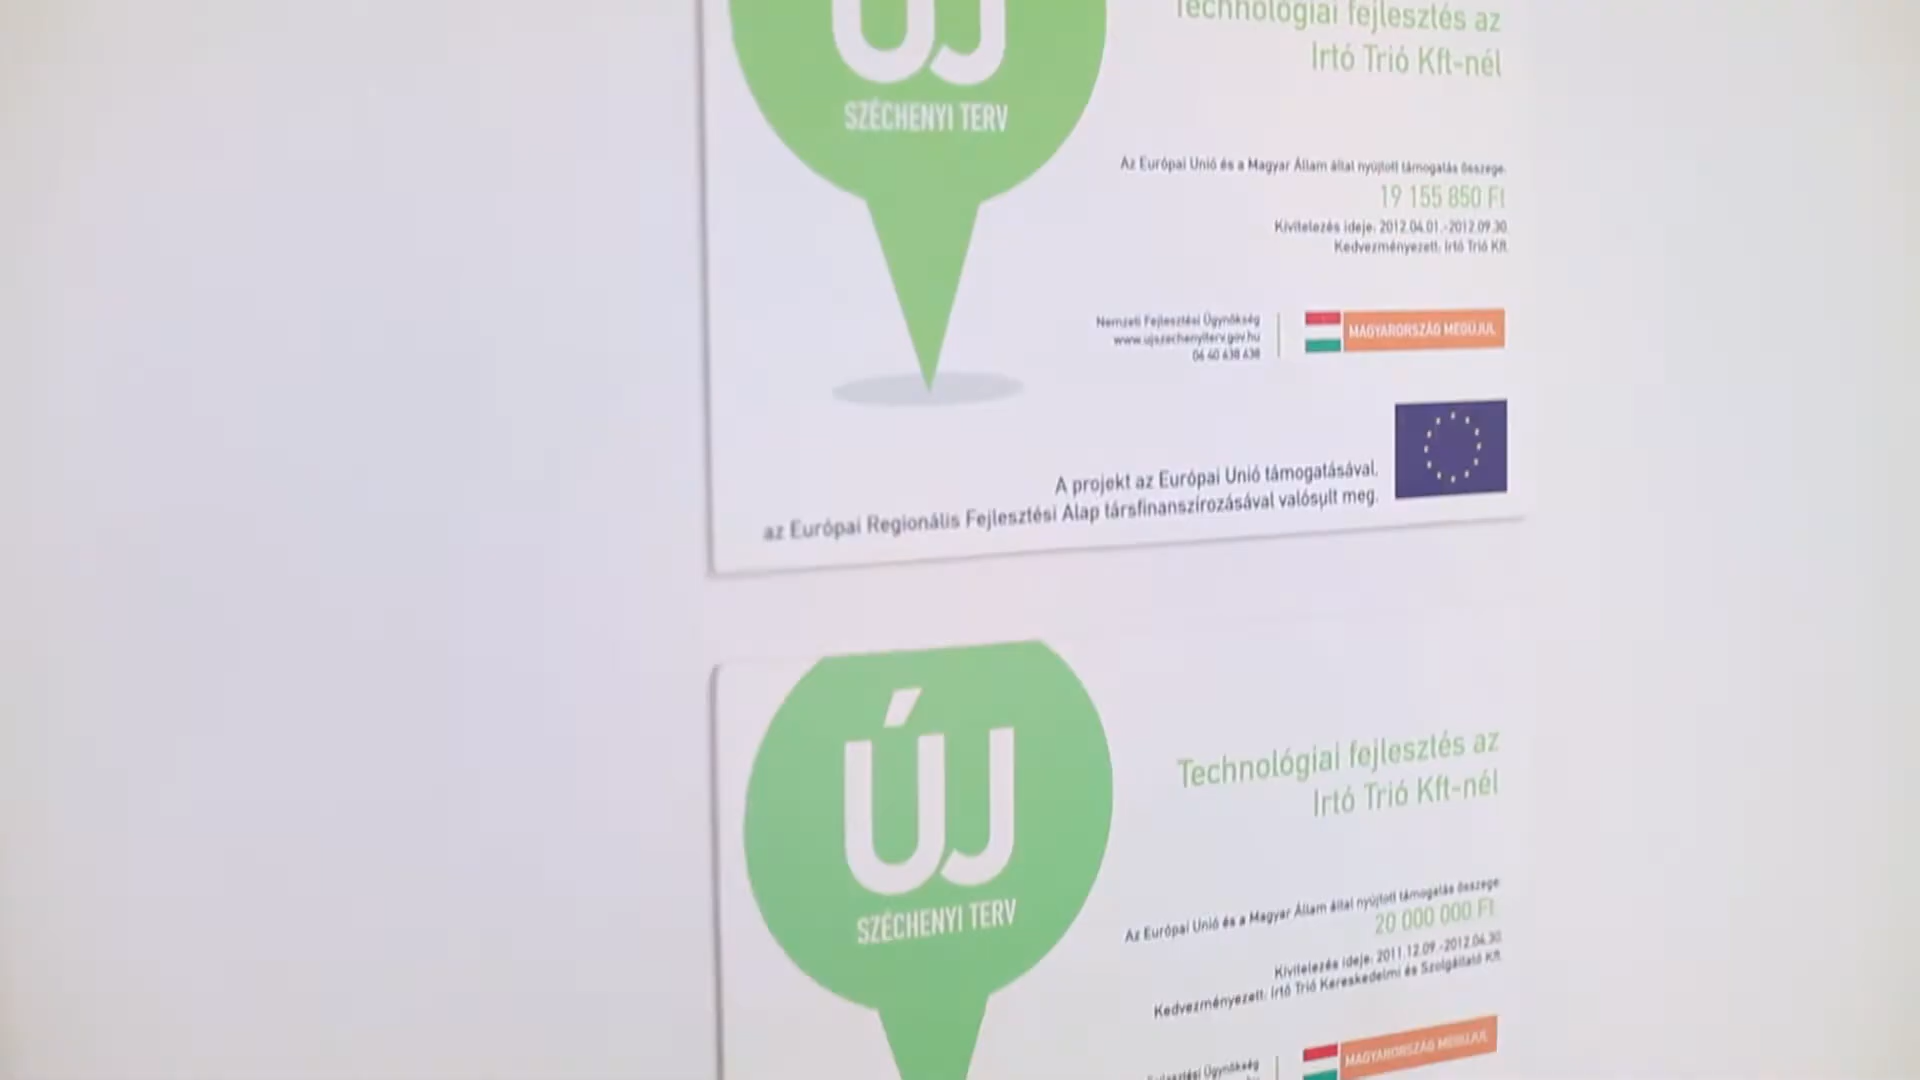 ÚJ
SZÉCHENYI TERV
Technológiai fejlesztés az
Irtó Trió Kft-nél
Az Európai Unió és a Magyar Állam által nyújtott támogatás összege:
19 155 850 Ft
Kivitelezés ideje: 2012.04.01.-2012.09.30.
Kedvezményezett: Irtó Trió Kft.
Nemzeti Fejlesztési Ügynökség
www.ujszechenyiterv.gov.hu
06 40 638 638
MAGYARORSZÁG MEGÚJUL
A projekt az Európai Unió támogatásával,
az Európai Regionális Fejlesztési Alap társfinanszírozásával valósult meg.
ÚJ
SZÉCHENYI TERV
Technológiai fejlesztés az
Irtó Trió Kft-nél
Az Európai Unió és a Magyar Állam által nyújtott támogatás összege:
20 000 000 Ft
Kivitelezés ideje: 2011.12.09.-2012.04.30.
Kedvezményezett: Irtó Trió Kereskedelmi és Szolgáltató Kft.
Ügynökség
MAGYARORSZÁG MEGÚJUL